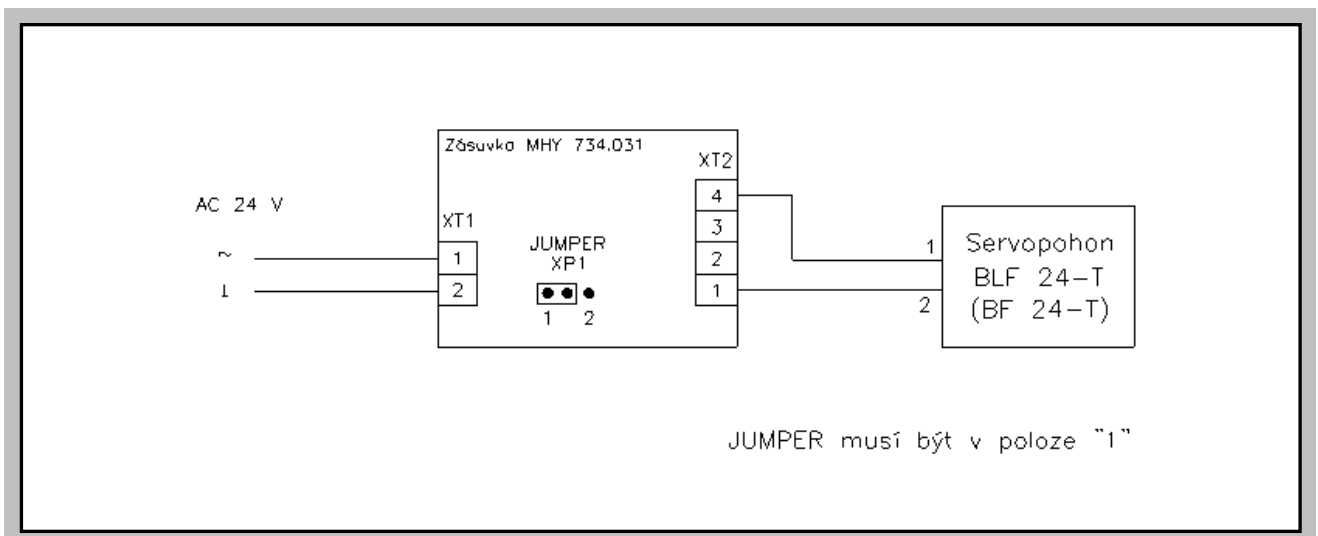 Zásuvka MHY 734.031
XT2
AC 24 V
XT1
~
⊥
1
2
JUMPER
XP1
1 2
4
3
2
1
1
2
Servopohon
BLF 24-T
(BF 24-T)
JUMPER musí být v poloze "1"